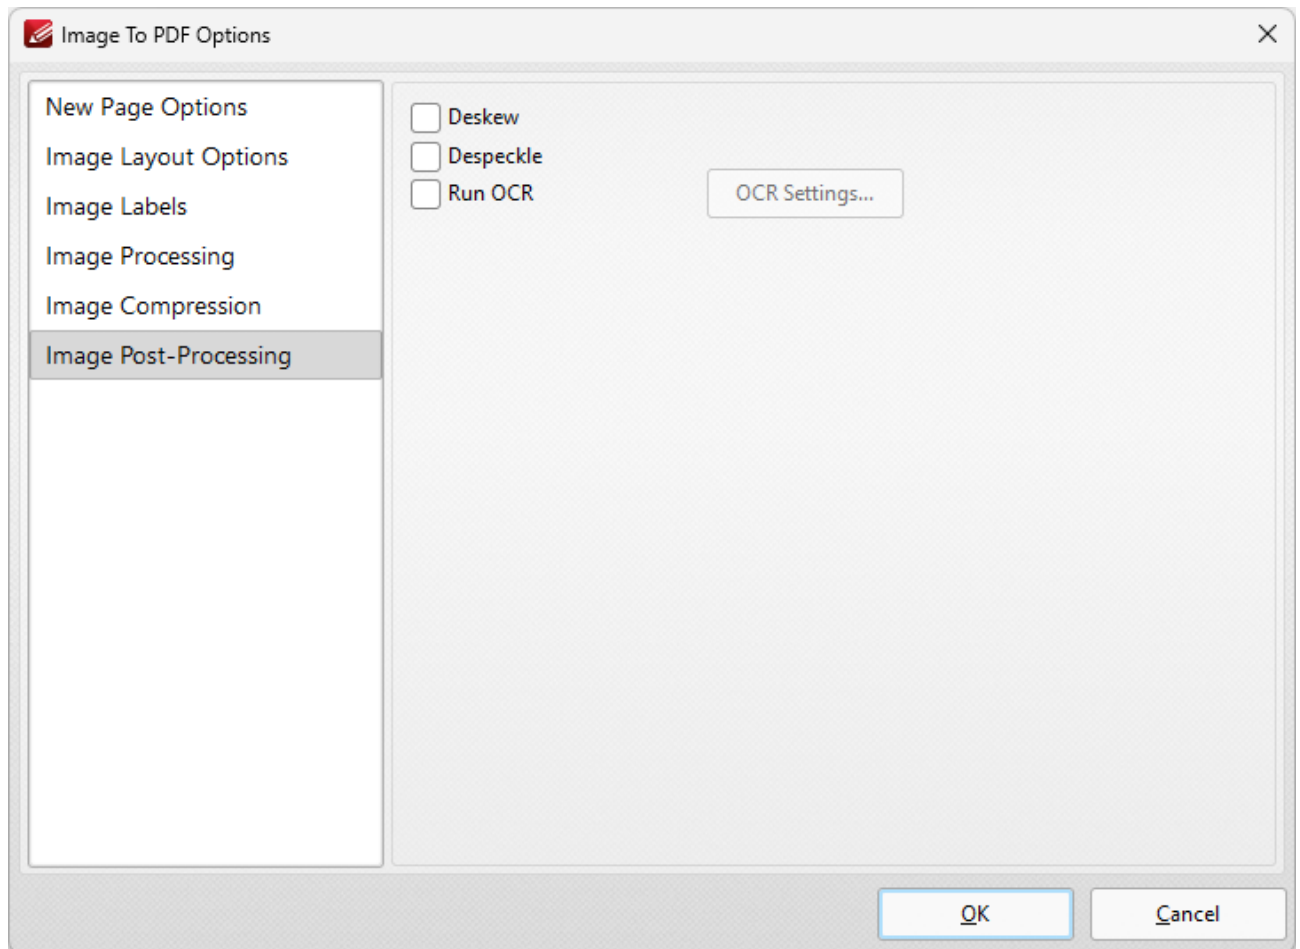 Image To PDF Options
New Page Options
Image Layout Options
Image Labels
Image Processing
Image Compression
Image Post-Processing
Deskew
Despeckle
Run OCR
OCR Settings...
OK
Cancel